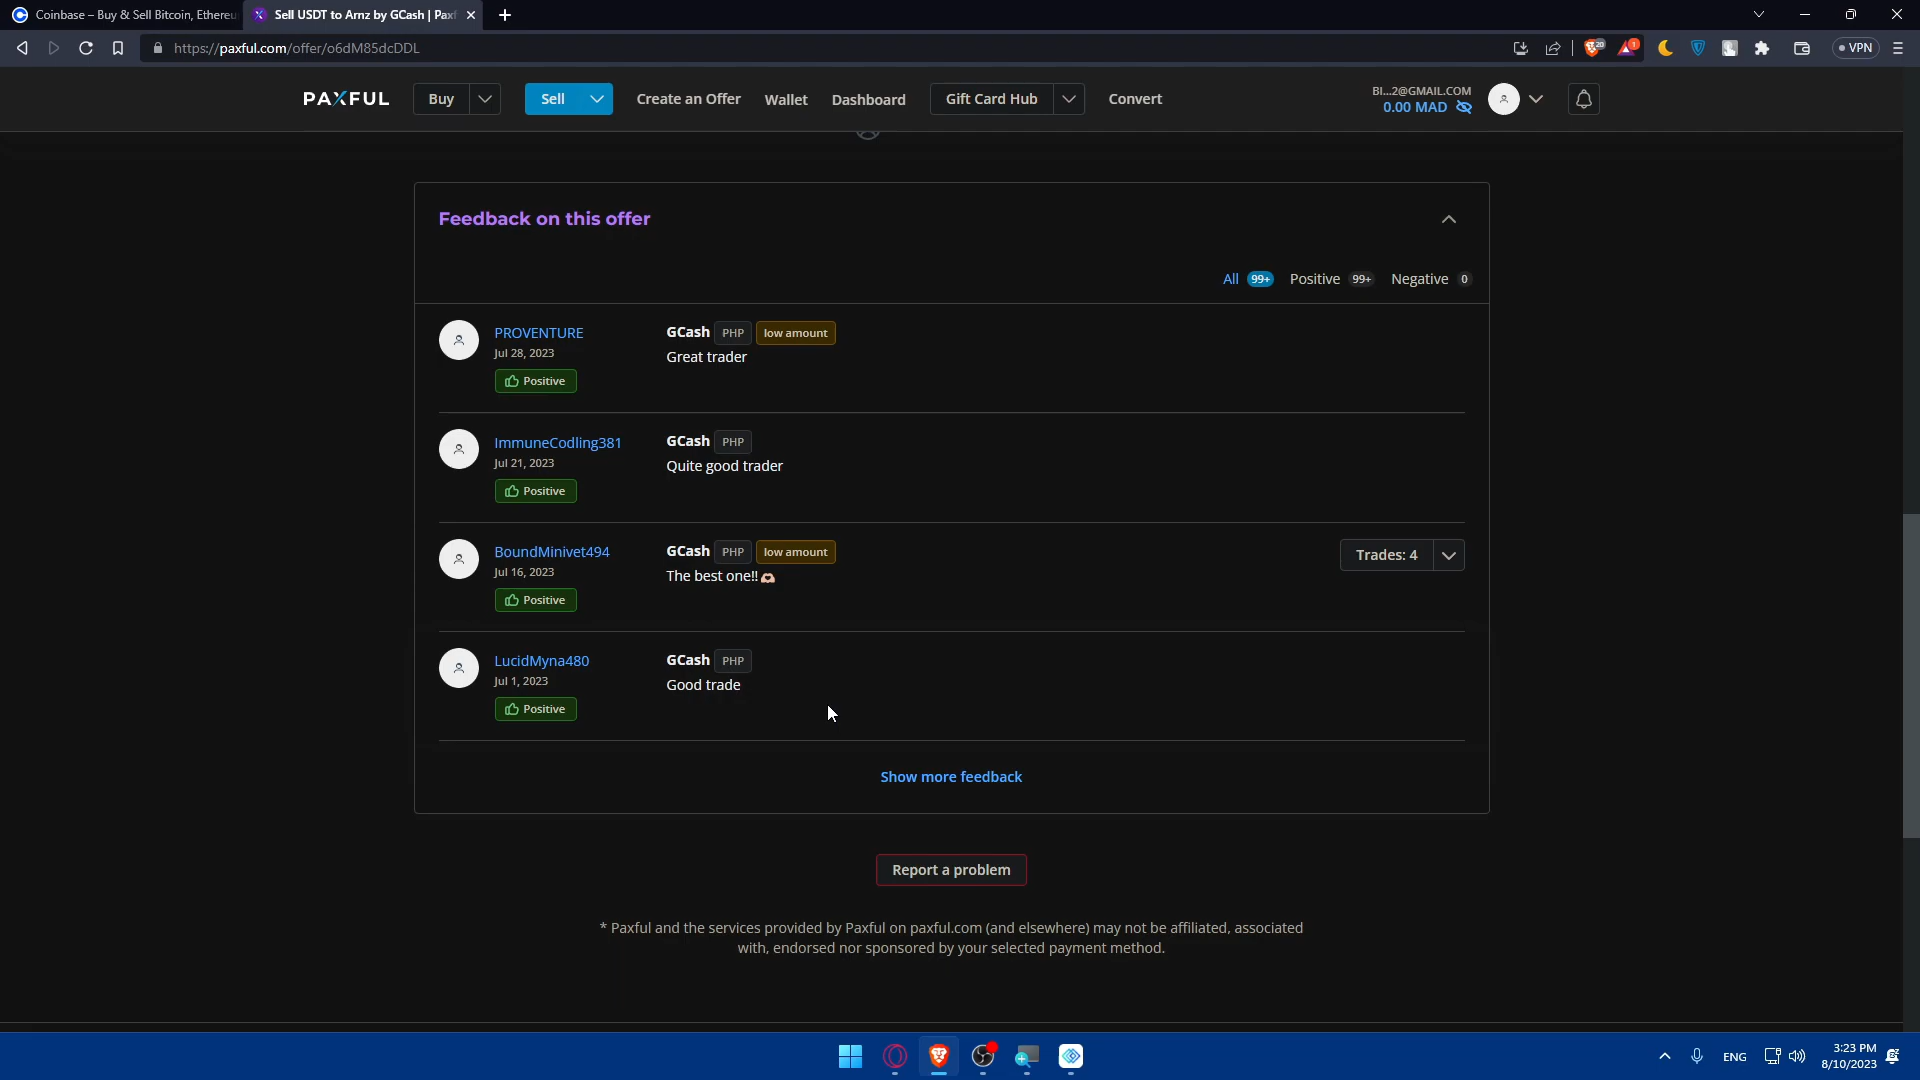 Coinbase – Buy & Sell Bitcoin, Ethereu
Sell USDT to Arnz by GCash | Paxf
https://paxful.com/offer/o6dM85dcDDL
20
1
VPN
PAXFUL
Buy
Sell
Create an Offer
Wallet
Dashboard
Gift Card Hub
Convert
BI...2@GMAIL.COM
0.00 MAD
Feedback on this offer
All 99+ Positive 99+ Negative 0
PROVENTURE
Jul 28, 2023
Positive
GCash PHP low amount
Great trader
ImmuneCodling381
Jul 21, 2023
Positive
GCash PHP
Quite good trader
BoundMinivet494
Jul 16, 2023
Positive
GCash PHP low amount
The best one!!🫶🏻
Trades: 4
LucidMyna480
Jul 1, 2023
Positive
GCash PHP
Good trade
Show more feedback
Report a problem
* Paxful and the services provided by Paxful on paxful.com (and elsewhere) may not be affiliated, associated
with, endorsed nor sponsored by your selected payment method.
ENG
3:23 PM
8/10/2023